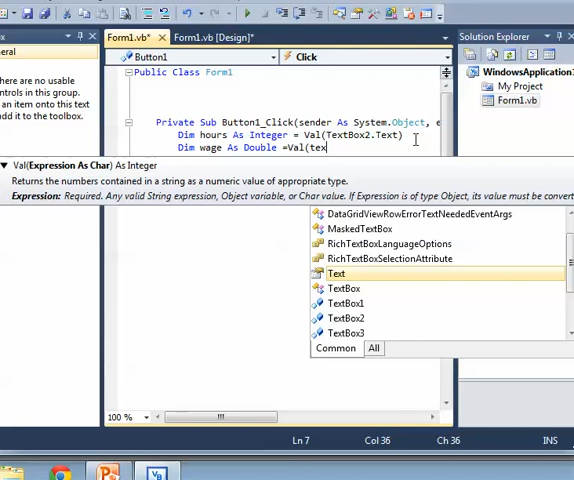 x
Form1.vb*
Form1.vb [Design]*
Solution Explorer
Button1
Click
eneral
here are no usable
ontrols in this group.
an item onto this text
add it to the toolbox.
Public Class Form1
Private Sub Button1_Click(sender As System.Object, e
Dim hours As Integer = Val(TextBox2.Text)
Dim wage As Double =Val(tex
WindowsApplication1
My Project
Form1.vb
Val(Expression As Char) As Integer
Returns the numbers contained in a string as a numeric value of appropriate type.
Expression: Required. Any valid String expression, Object variable, or Char value. If Expression is of type Object, its value must be convert
DataGridViewRowErrorTextNeededEventArgs
MaskedTextBox
RichTextBoxLanguageOptions
RichTextBoxSelectionAttribute
Text
TextBox
TextBox1
TextBox2
TextBox3
Common
All
100 %
Ln 7
Col 36
Ch 36
INS